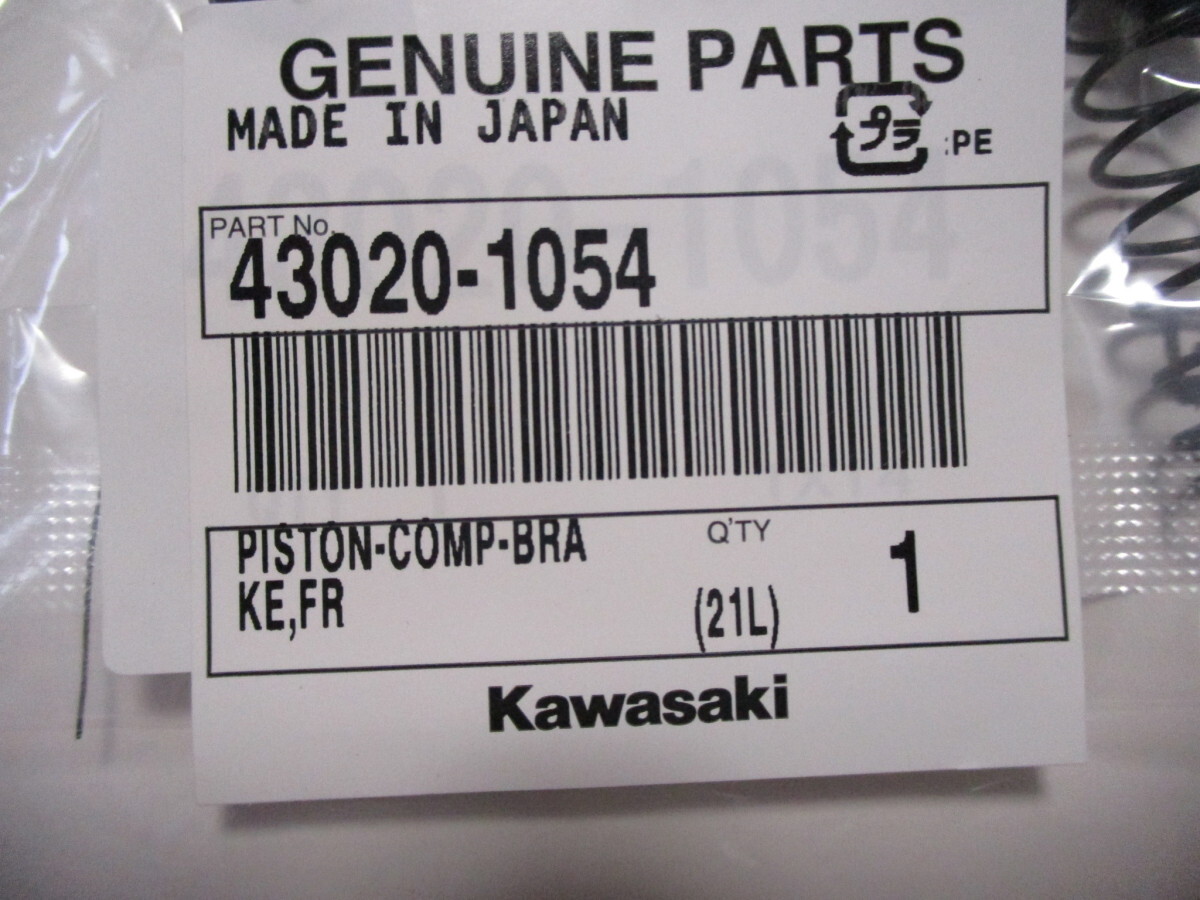 GENUINE PARTS
MADE IN JAPAN
プラ :PE
PART No.
43020-1054
PISTON-COMP-BRA
KE,FR
Q'TY
(21L)
1
Kawasaki